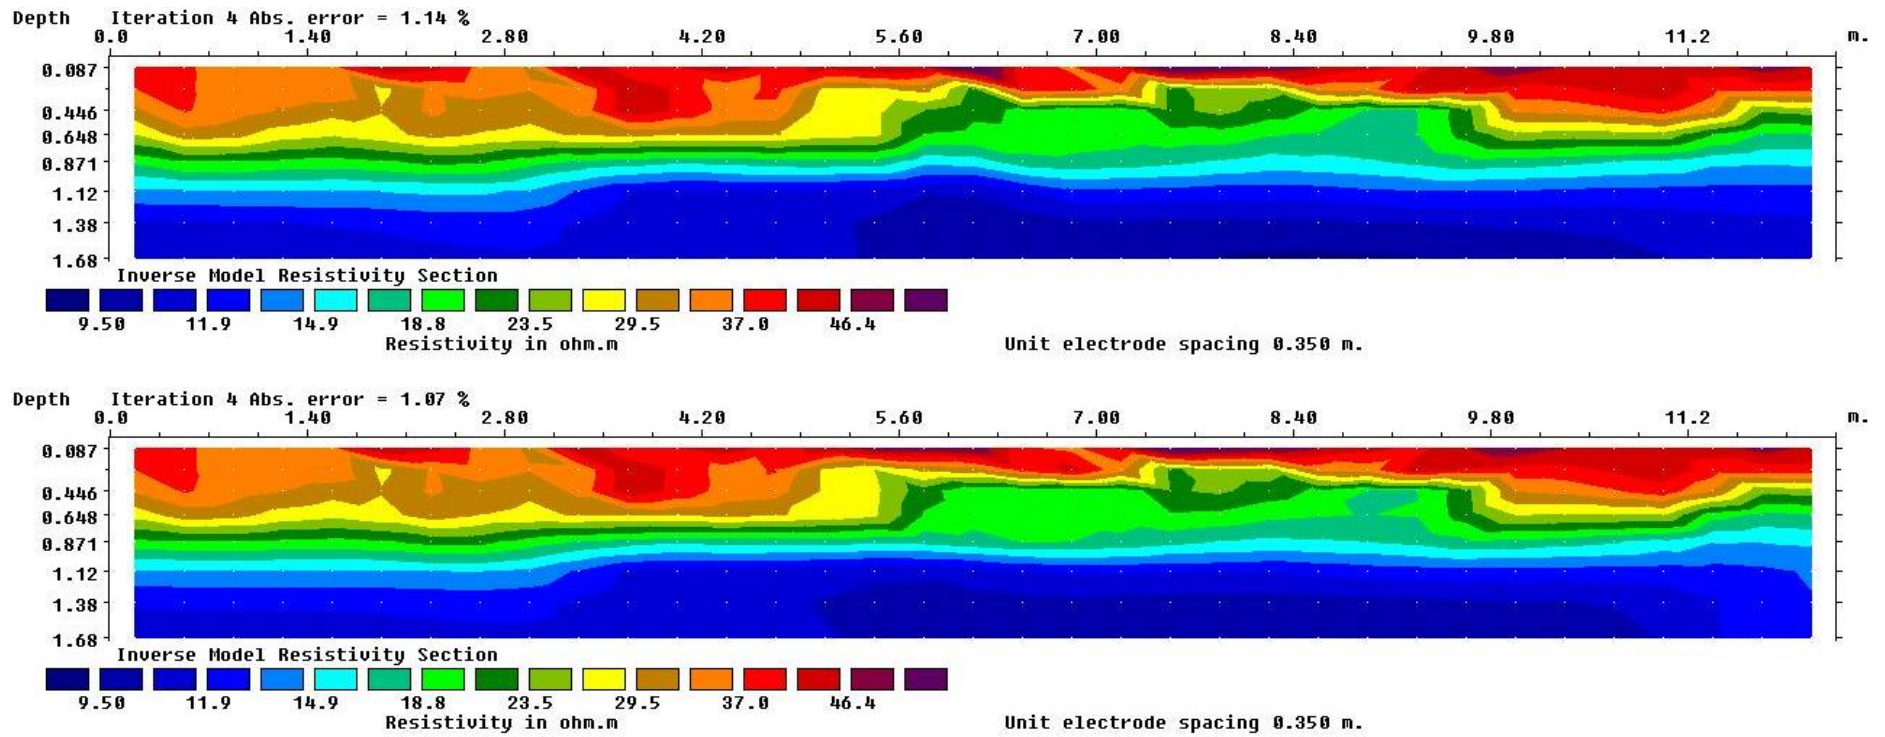 Depth Iteration 4 Abs. error = 1.14 %
0.0 1.40 2.80 4.20 5.60 7.00 8.40 9.80 11.2 m.
0.087
0.446
0.648
0.871
1.12
1.38
1.68
Inverse Model Resistivity Section
9.50 11.9 14.9 18.8 23.5 29.5 37.0 46.4
Resistivity in ohm.m Unit electrode spacing 0.350 m.
Depth Iteration 4 Abs. error = 1.07 %
0.0 1.40 2.80 4.20 5.60 7.00 8.40 9.80 11.2 m.
0.087
0.446
0.648
0.871
1.12
1.38
1.68
Inverse Model Resistivity Section
9.50 11.9 14.9 18.8 23.5 29.5 37.0 46.4
Resistivity in ohm.m Unit electrode spacing 0.350 m.